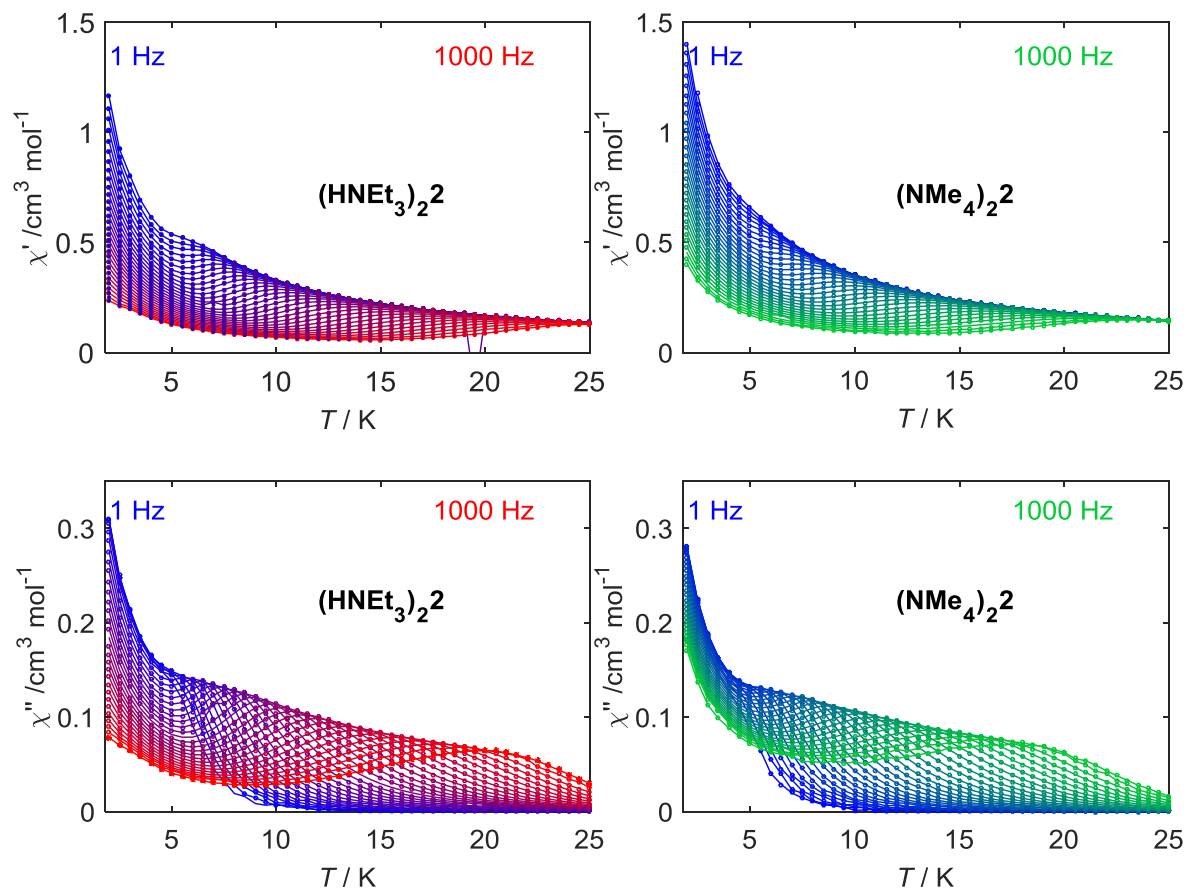 1.5
1
0.5
0
χ' /cm³ mol⁻¹
1 Hz
1000 Hz
(HNEt₃)₂2
5 10 15 20 25
T / K
1.5
1
0.5
0
χ' /cm³ mol⁻¹
1 Hz
1000 Hz
(NMe₄)₂2
5 10 15 20 25
T / K
0.3
0.2
0.1
0
χ" /cm³ mol⁻¹
1 Hz
1000 Hz
(HNEt₃)₂2
5 10 15 20 25
T / K
0.3
0.2
0.1
0
χ" /cm³ mol⁻¹
1 Hz
1000 Hz
(NMe₄)₂2
5 10 15 20 25
T / K